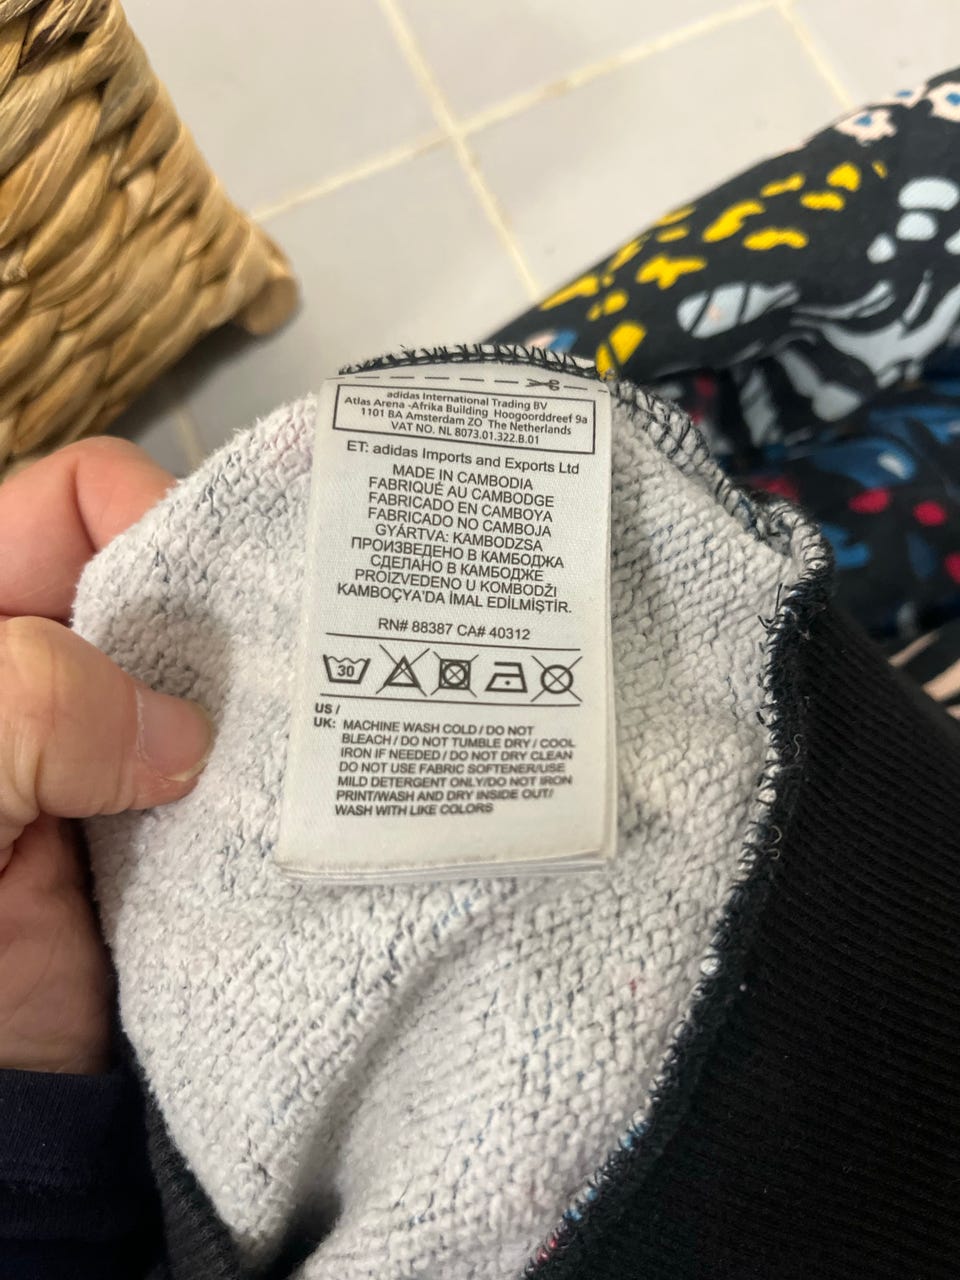 adidas International Trading BV
Atlas Arena -Afrika Building Hoogoorddreef 9a
1101 BA Amsterdam ZO The Netherlands
VAT NO. NL 8073.01.322.B.01
ET: adidas Imports and Exports Ltd
MADE IN CAMBODIA
FABRIQUÉ AU CAMBODGE
FABRICADO EN CAMBOYA
FABRICADO NO CAMBOJA
GYÁRTVA: KAMBODZSA
ПРОИЗВЕДЕНО В КАМБОДЖА
СДЕЛАНО В КАМБОДЖЕ
PROIZVEDENO U KOMBODŽI
KAMBOÇYA'DA İMAL EDİLMİŞTİR.
RN# 88387 CA# 40312
30
US /
UK: MACHINE WASH COLD / DO NOT
BLEACH / DO NOT TUMBLE DRY / COOL
IRON IF NEEDED / DO NOT DRY CLEAN
DO NOT USE FABRIC SOFTENER/USE
MILD DETERGENT ONLY/DO NOT IRON
PRINT/WASH AND DRY INSIDE OUT/
WASH WITH LIKE COLORS